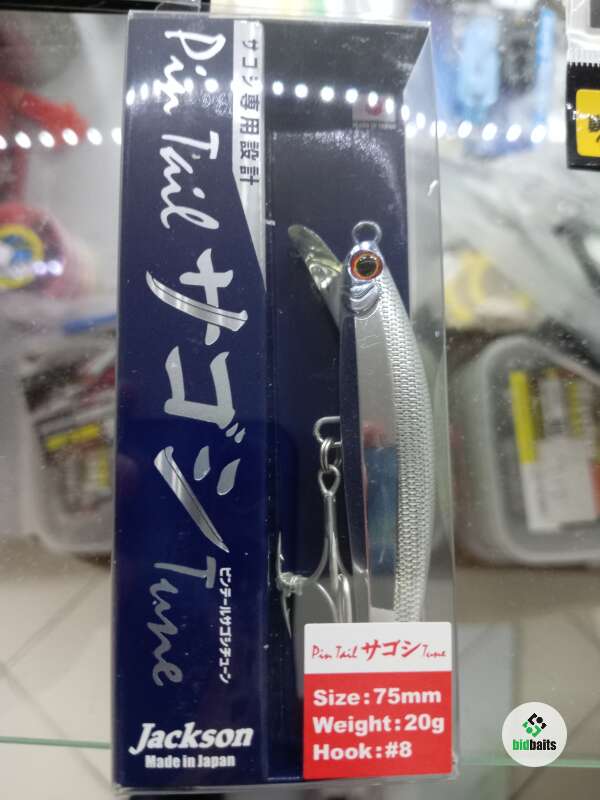 サゴシ専用設計
Pin Tail サゴシ Tune
ピンテールサゴシチューン
Jackson
Made in Japan
Pin Tail サゴシ Tune
Size:75mm
Weight:20g
Hook:#8
bidbaits